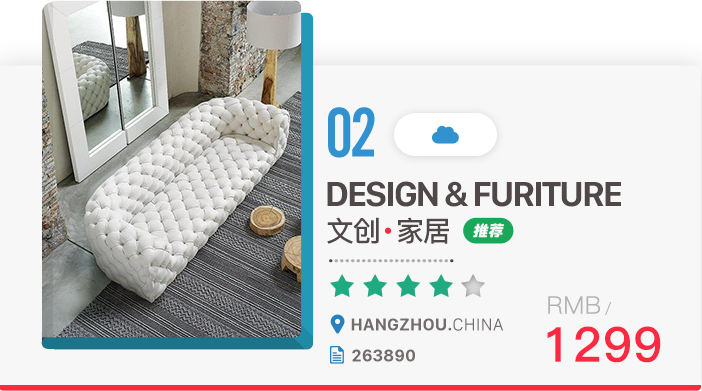 02
DESIGN & FURITURE
文创•家居 推荐
HANGZHOU.CHINA
263890
RMB /
1299